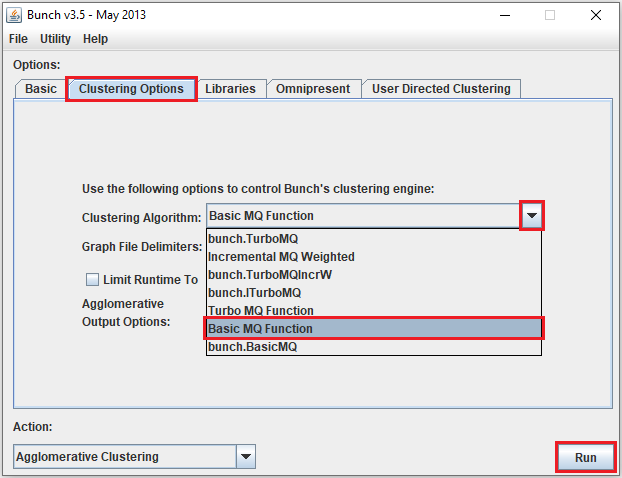 Bunch v3.5 - May 2013
File Utility Help
Options:
Basic Clustering Options Libraries Omnipresent User Directed Clustering
Use the following options to control Bunch's clustering engine:
Clustering Algorithm: Basic MQ Function
Graph File Delimiters:
bunch.TurboMQ
Incremental MQ Weighted
bunch.TurboMQIncrW
Limit Runtime To
bunch.ITurboMQ
Agglomerative
Output Options:
Turbo MQ Function
Basic MQ Function
bunch.BasicMQ
Action:
Agglomerative Clustering
Run